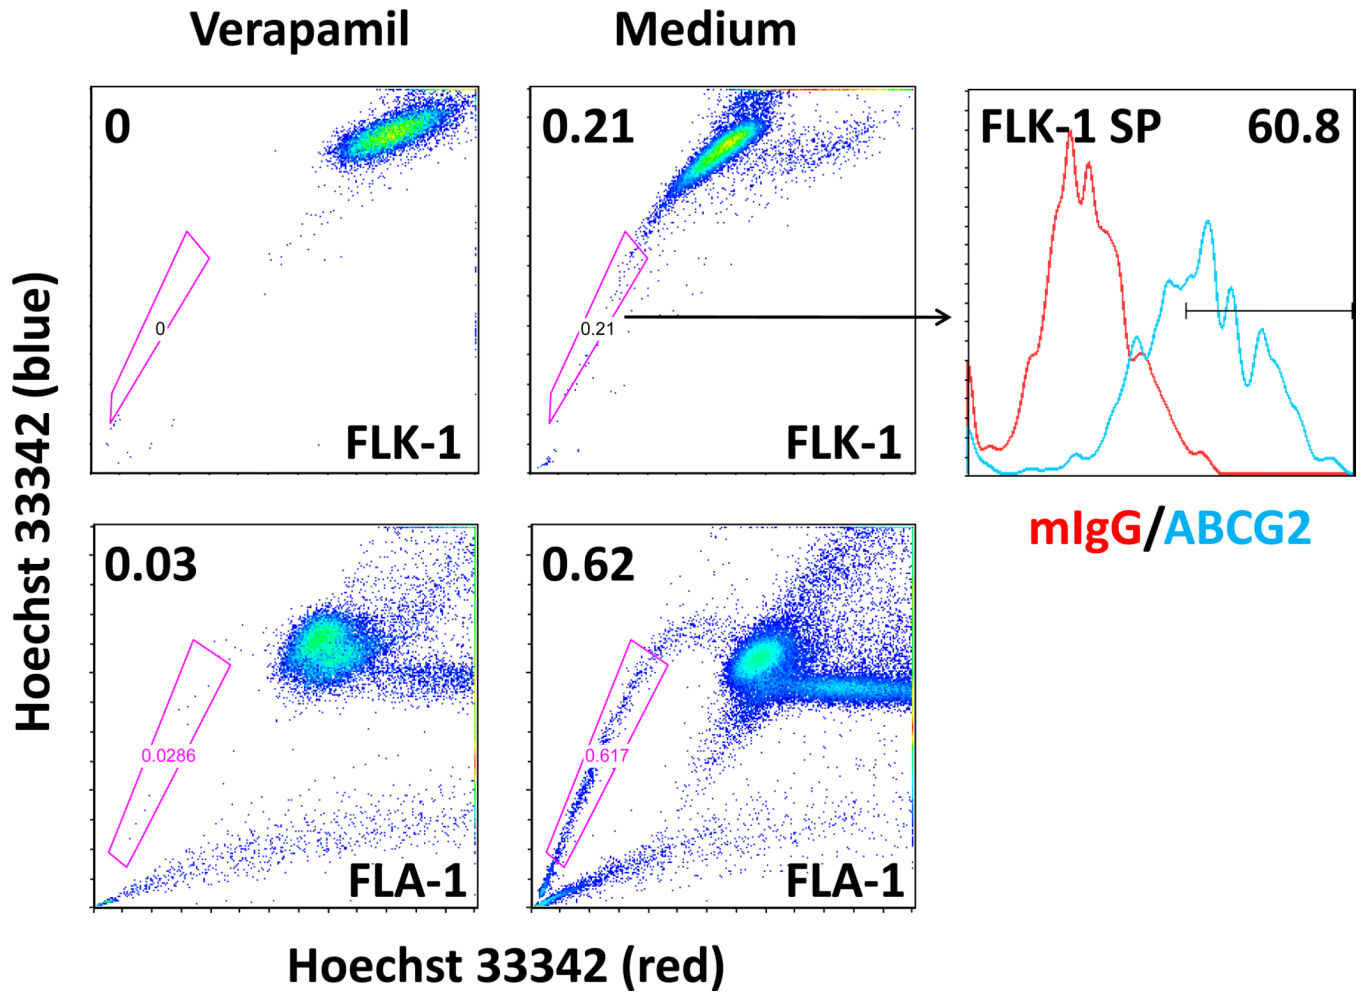 Verapamil
Medium
0
0.21
FLK-1 SP 60.8
0
0.21
FLK-1
FLK-1
mIgG/ABCG2
0.03
0.62
0.0286
0.617
FLA-1
FLA-1
Hoechst 33342 (blue)
Hoechst 33342 (red)